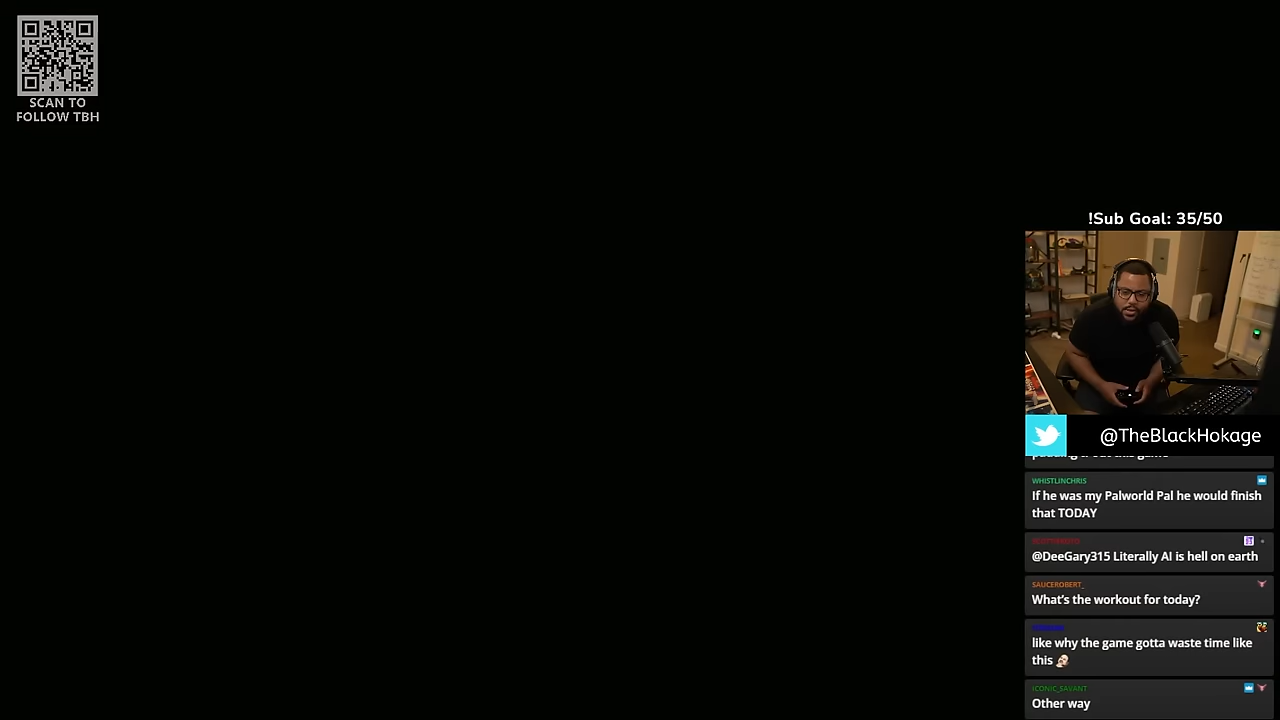 SCAN TO
FOLLOW TBH
!Sub Goal: 35/50
@TheBlackHokage
WHISTLINCHRIS
If he was my Palworld Pal he would finish
that TODAY
@DeeGary315 Literally AI is hell on earth
SAUCEROBERT_
What's the workout for today?
like why the game gotta waste time like
this
ICONIC_SAVANT
Other way